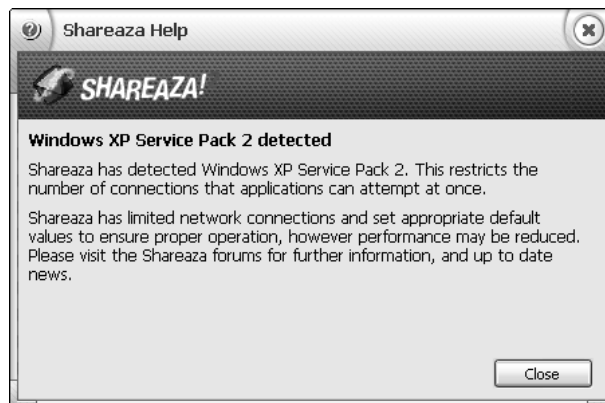 Shareaza Help
SHAREAZA!
Windows XP Service Pack 2 detected
Shareaza has detected Windows XP Service Pack 2. This restricts the
number of connections that applications can attempt at once.
Shareaza has limited network connections and set appropriate default
values to ensure proper operation, however performance may be reduced.
Please visit the Shareaza forums for further information, and up to date
news.
Close